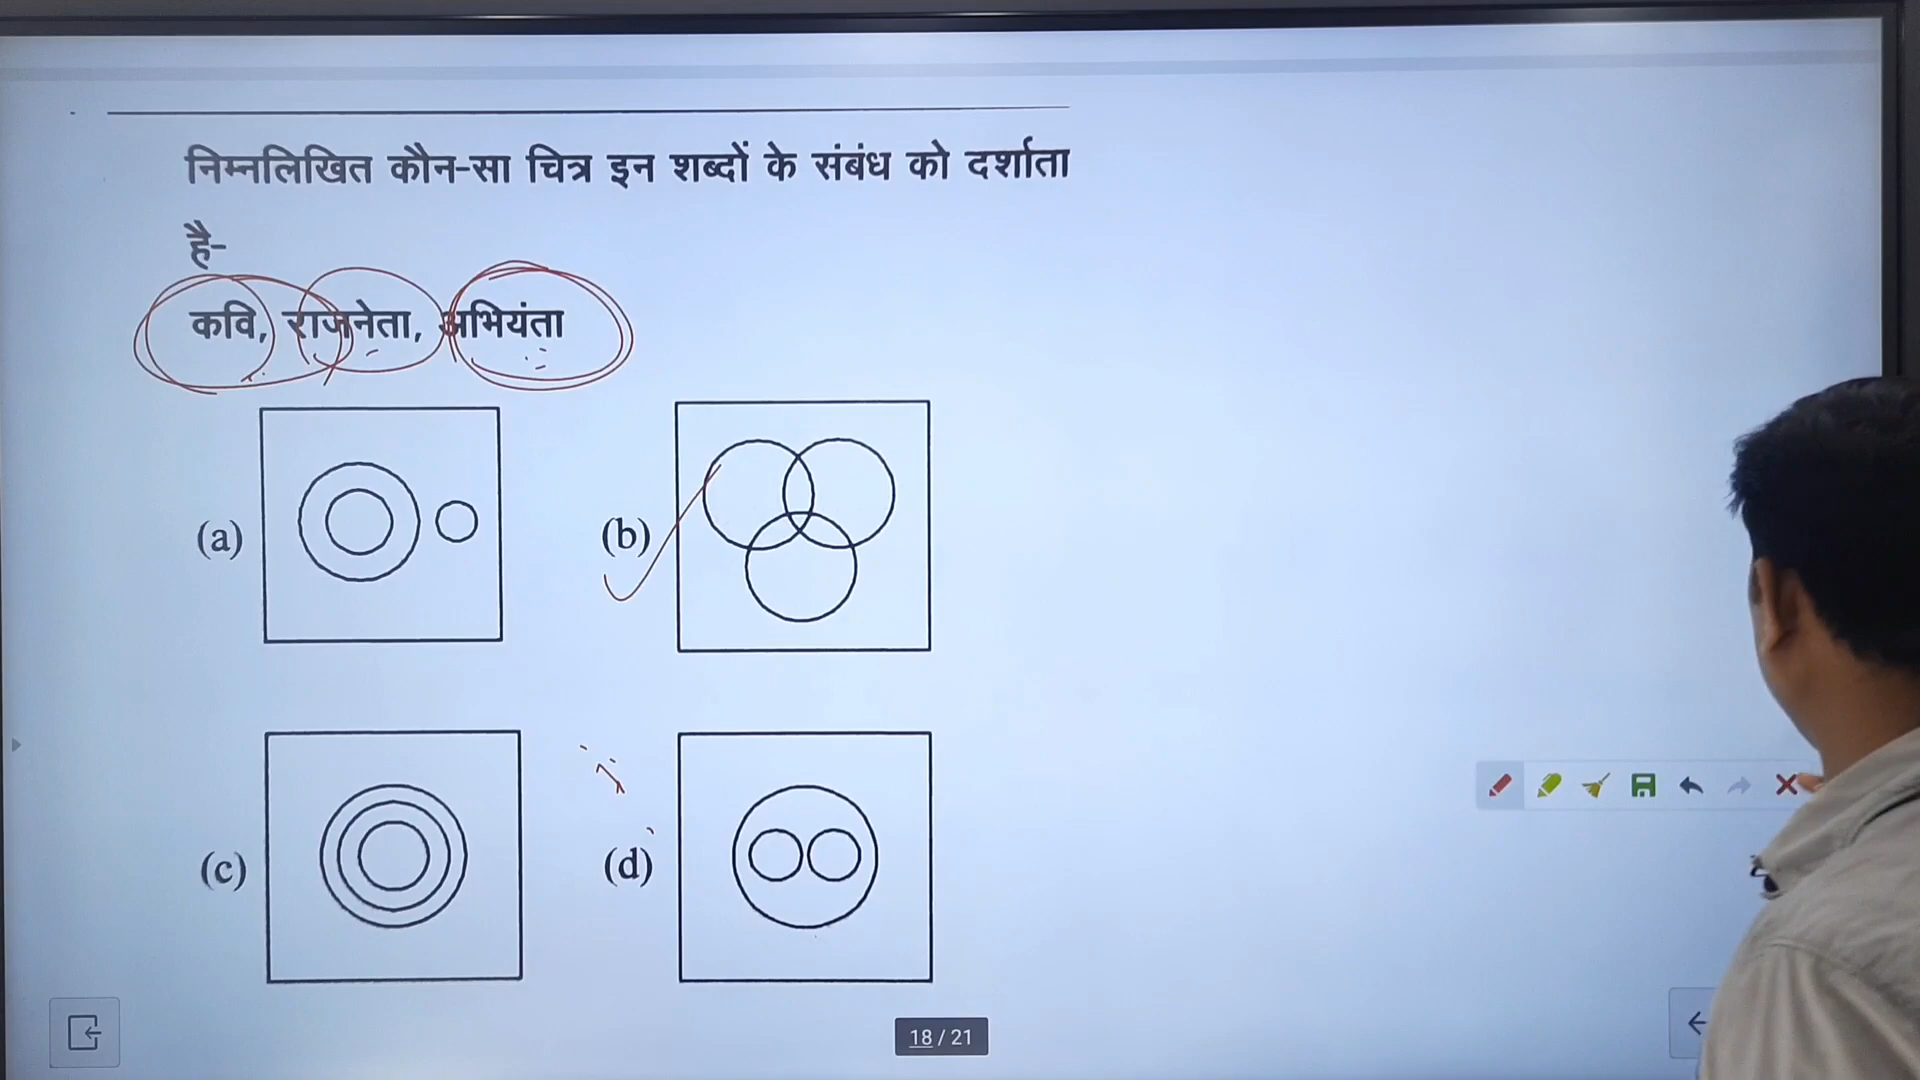 निम्नलिखित कौन-सा चित्र इन शब्दों के संबंध को दर्शाता
है-
कवि, राजनेता, अभियंता
(a)
(b)
(c)
(d)
18 / 21